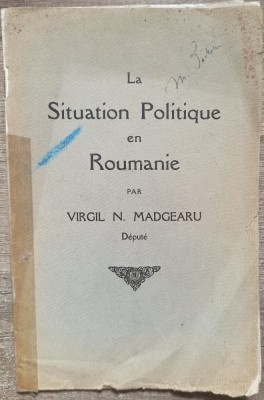 La
Situation Politique
en
Roumanie
PAR
VIRGIL N. MADGEARU
Député